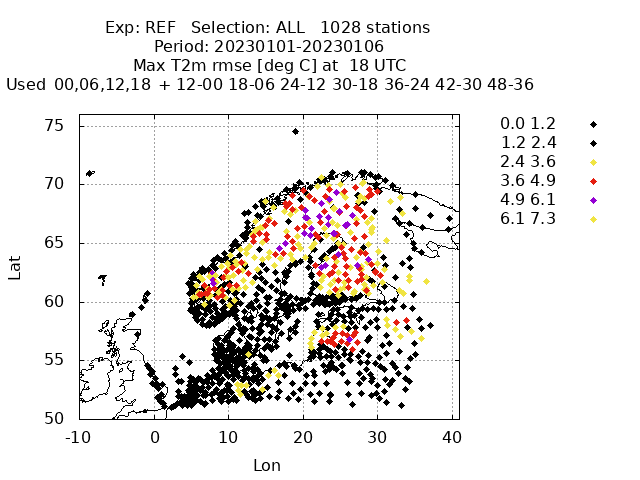 Exp: REF   Selection: ALL   1028 stations
Period: 20230101-20230106
Max T2m rmse [deg C] at  18 UTC
Used  00,06,12,18  + 12-00 18-06 24-12 30-18 36-24 42-30 48-36
75
70
65
60
55
50
Lat
-10 0 10 20 30 40
Lon
0.0 1.2
1.2 2.4
2.4 3.6
3.6 4.9
4.9 6.1
6.1 7.3